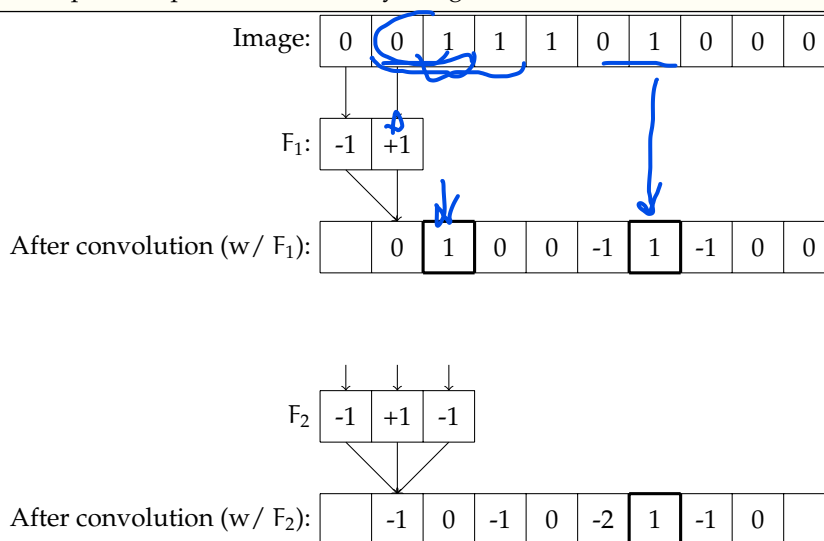 Image: 0 0 1 1 1 0 1 0 0 0
F₁: -1 +1
After convolution (w/ F₁): 0 1 0 0 -1 1 -1 0 0
F₂ -1 +1 -1
After convolution (w/ F₂): -1 0 -1 0 -2 1 -1 0